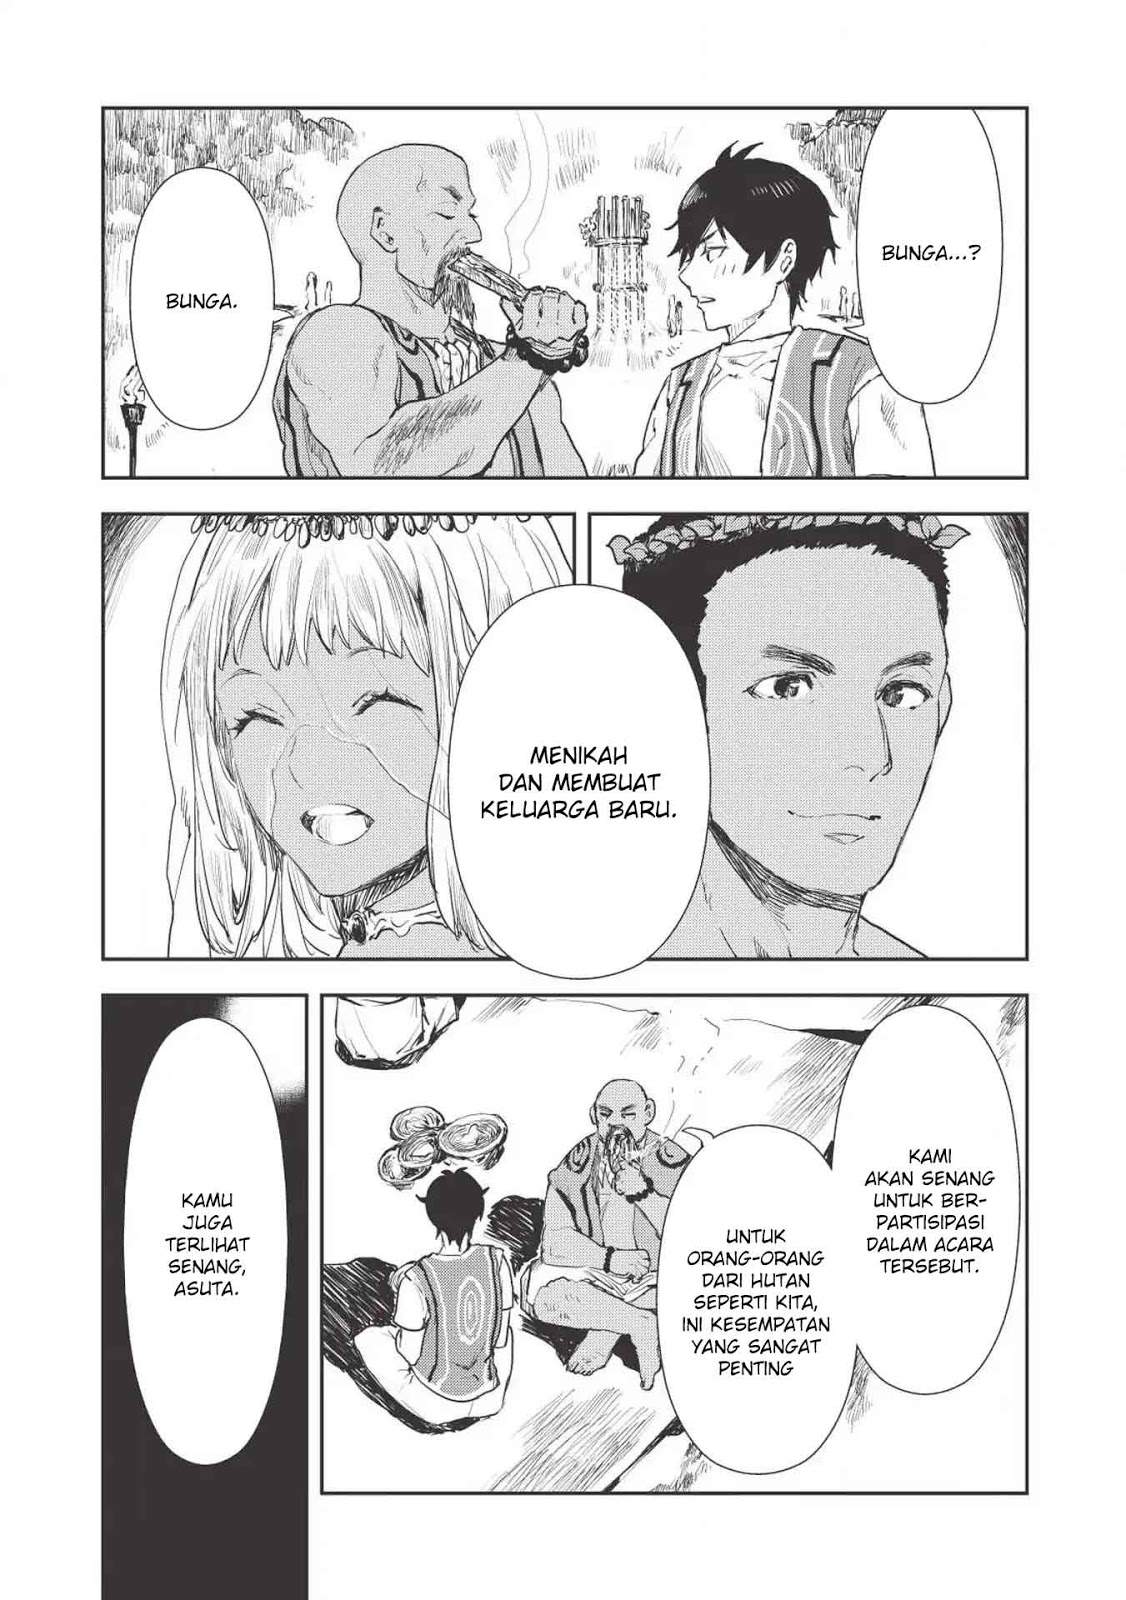 BUNGA...?
BUNGA.
MENIKAH
DAN MEMBUAT
KELUARGA BARU.
KAMI
AKAN SENANG
UNTUK BER-
PARTISIPASI
DALAM ACARA
TERSEBUT.
UNTUK
ORANG-ORANG
DARI HUTAN
SEPERTI KITA,
INI KESEMPATAN
YANG SANGAT
PENTING
KAMU
JUGA
TERLIHAT
SENANG,
ASUTA.